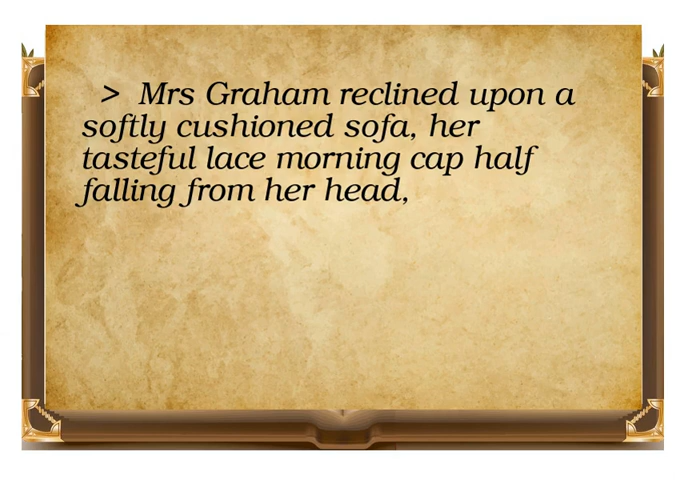 > Mrs Graham reclined upon a
softly cushioned sofa, her
tasteful lace morning cap half
falling from her head,